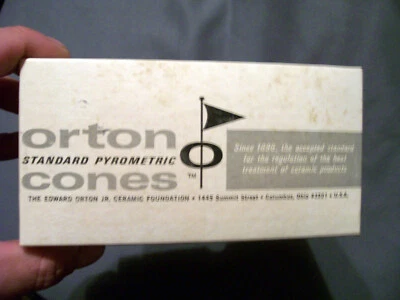 orton
STANDARD PYROMETRIC
cones
TM
Since 1896, the accepted standard
for the regulation of the heat
treatment of ceramic products
THE EDWARD ORTON JR. CERAMIC FOUNDATION • 1445 Summit Street • Columbus, Ohio 43201 • U.S.A.